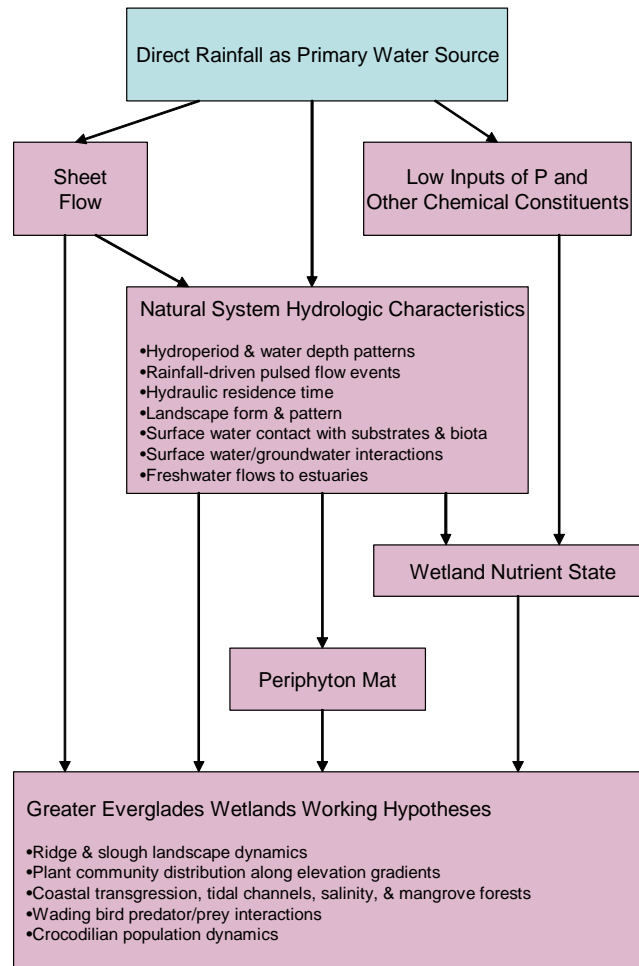 Direct Rainfall as Primary Water Source
Sheet
Flow
Low Inputs of P and
Other Chemical Constituents
Natural System Hydrologic Characteristics
•Hydroperiod & water depth patterns
•Rainfall-driven pulsed flow events
•Hydraulic residence time
•Landscape form & pattern
•Surface water contact with substrates & biota
•Surface water/groundwater interactions
•Freshwater flows to estuaries
Wetland Nutrient State
Periphyton Mat
Greater Everglades Wetlands Working Hypotheses
•Ridge & slough landscape dynamics
•Plant community distribution along elevation gradients
•Coastal transgression, tidal channels, salinity, & mangrove forests
•Wading bird predator/prey interactions
•Crocodilian population dynamics